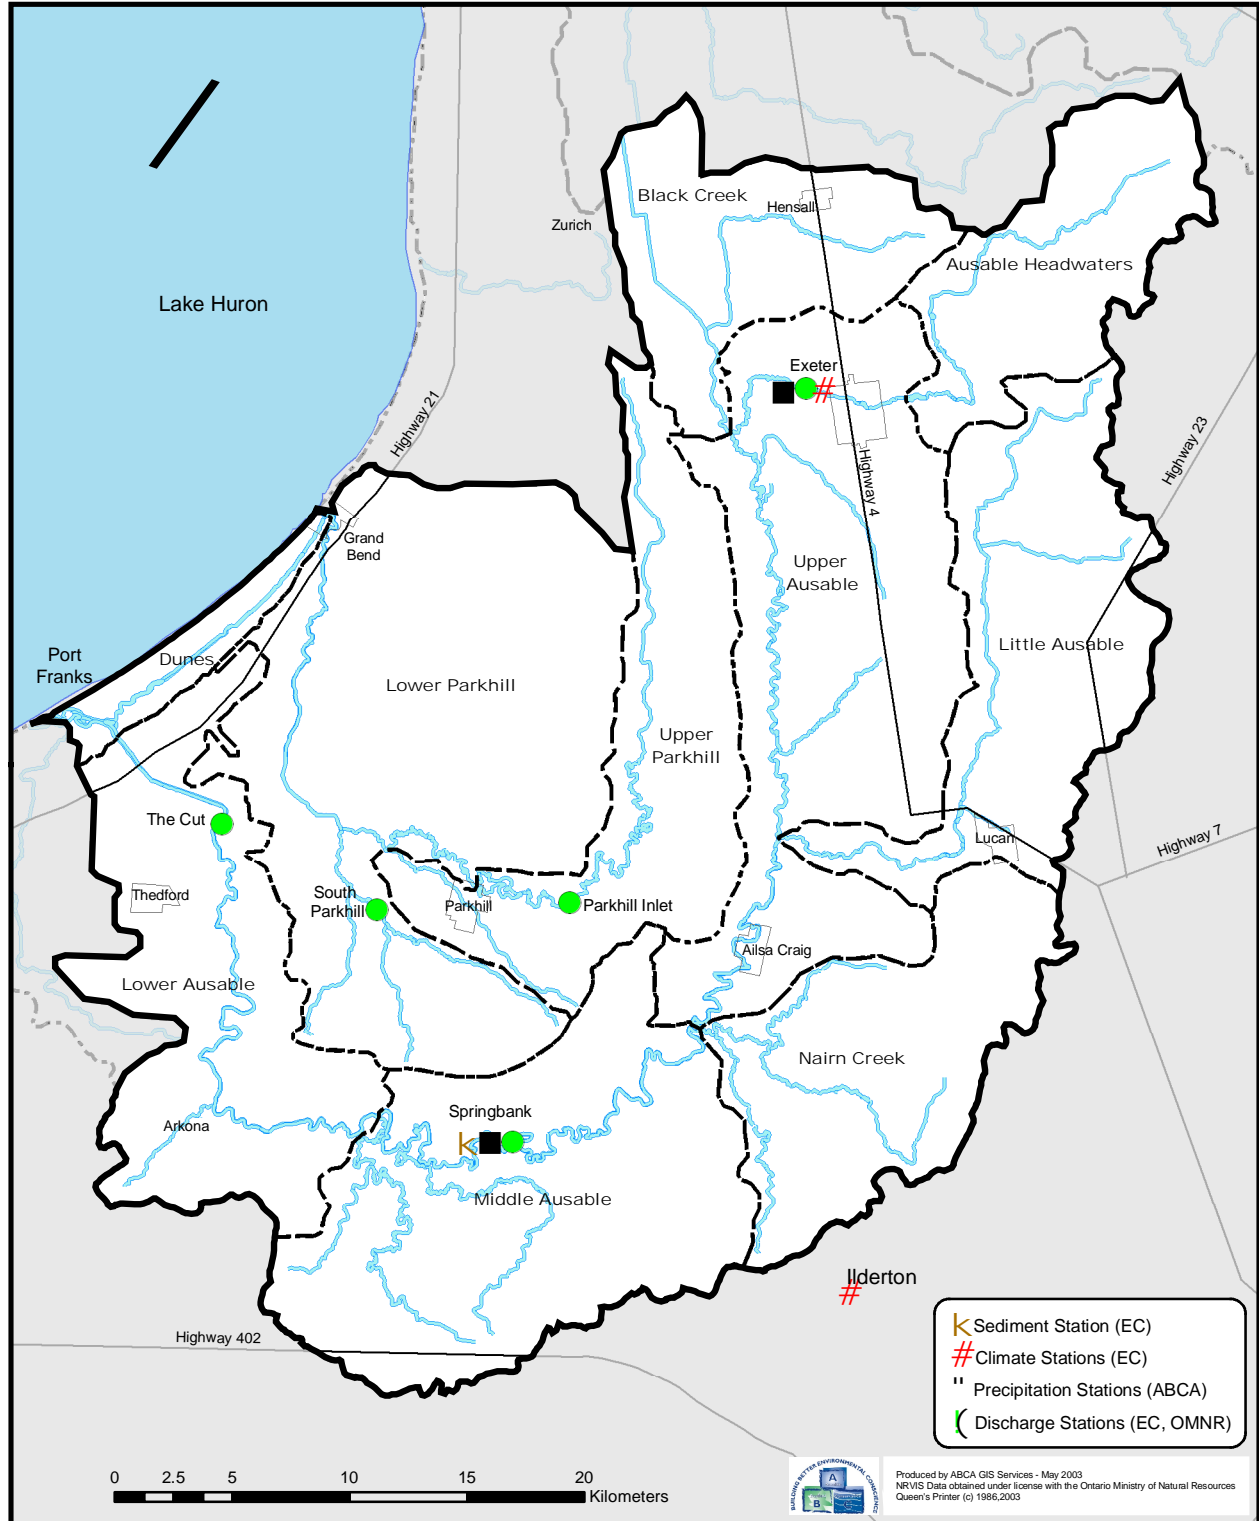 Black Creek
Hensall
Zurich
Ausable Headwaters
Lake Huron
Exeter
#
Highway 21
Highway 23
Highway 4
Grand
Bend
Upper
Ausable
Little Ausable
Port
Franks
Dunes
Lower Parkhill
Upper
Parkhill
The Cut
Lucan
Highway 7
Thedford
South
Parkhill
Parkhill
Parkhill Inlet
Ailsa Craig
Lower Ausable
Nairn Creek
Springbank
Arkona
k
Middle Ausable
Ilderton
#
Highway 402
k Sediment Station (EC)
# Climate Stations (EC)
" Precipitation Stations (ABCA)
!( Discharge Stations (EC, OMNR)
0 2.5 5 10 15 20
Kilometers
BUILDING BETTER ENVIRONMENTAL CONSCIENCE
A
B
Produced by ABCA GIS Services - May 2003
NRVIS Data obtained under license with the Ontario Ministry of Natural Resources
Queen's Printer (c) 1986,2003